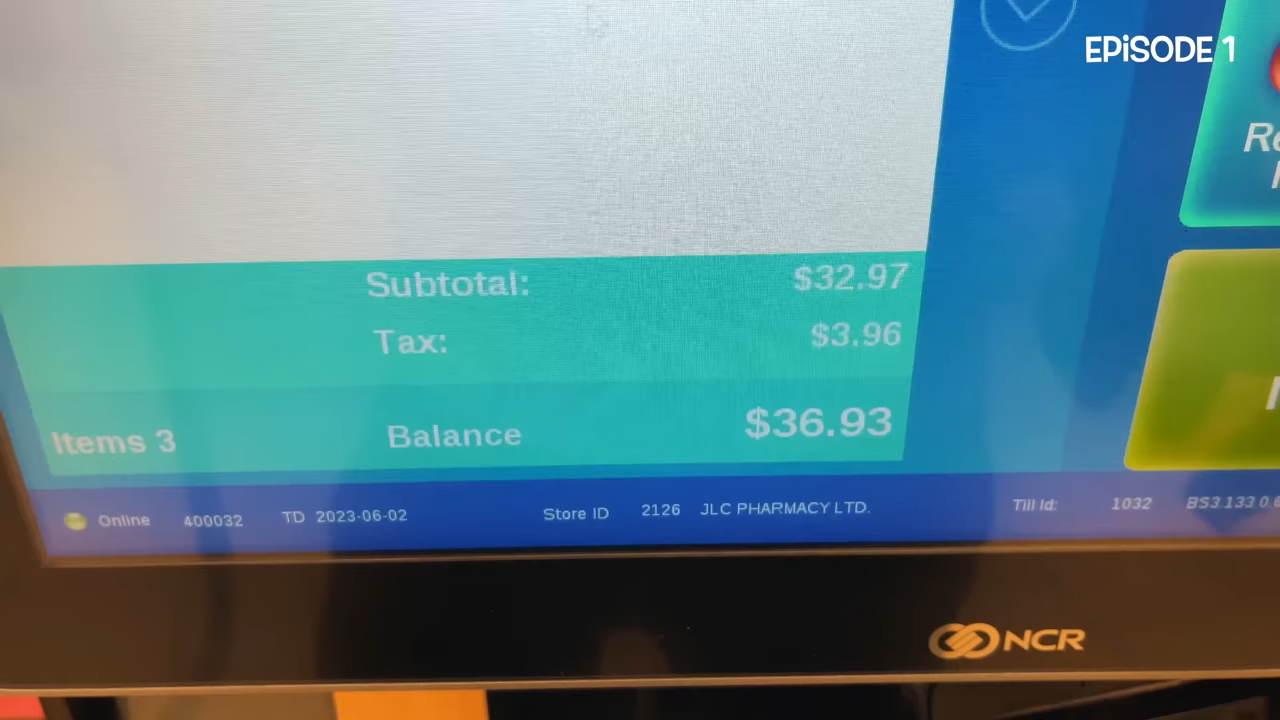 EPiSODE 1
Subtotal: $32.97
Tax: $3.96
Items 3 Balance $36.93
Online 400032 TD 2023-06-02 Store ID 2126 JLC PHARMACY LTD. Till Id: 1032
NCR